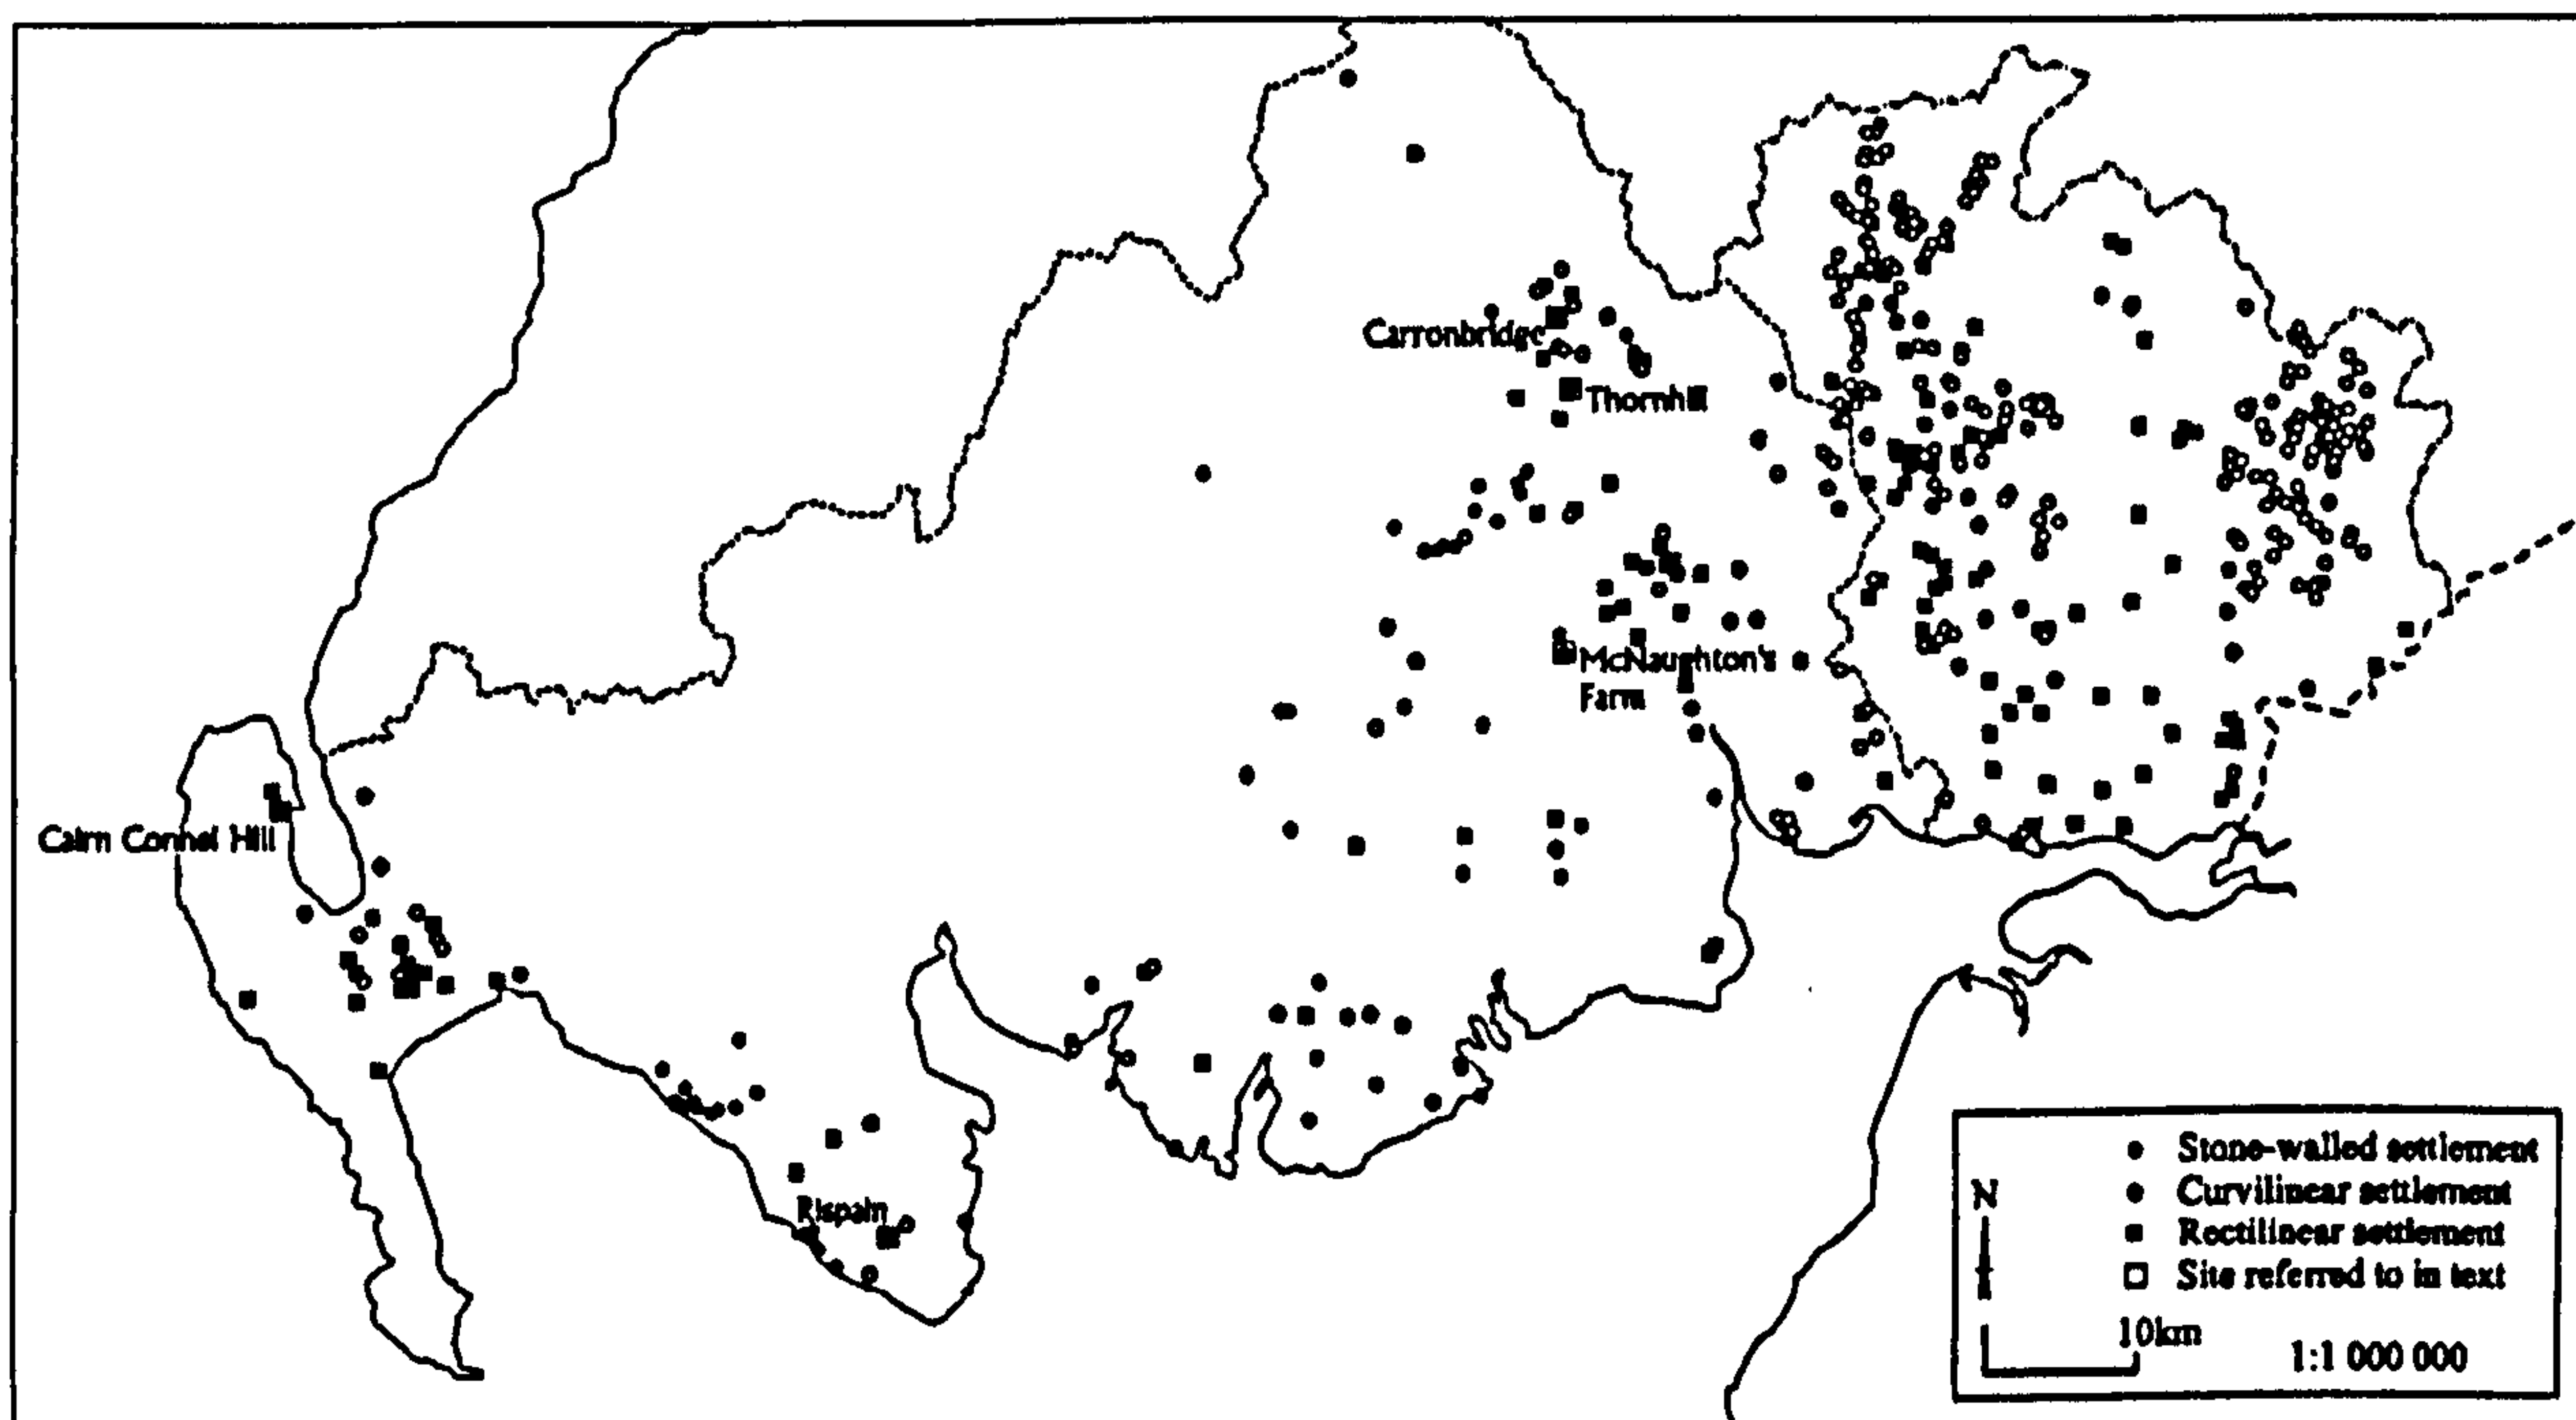 Carronbridge
Thornhill
McNaughton's
Farm
Cairn Connel Hill
Rispain
Stone-walled settlement
Curvilinear settlement
Rectilinear settlement
Site referred to in text
N
10km
1:1 000 000